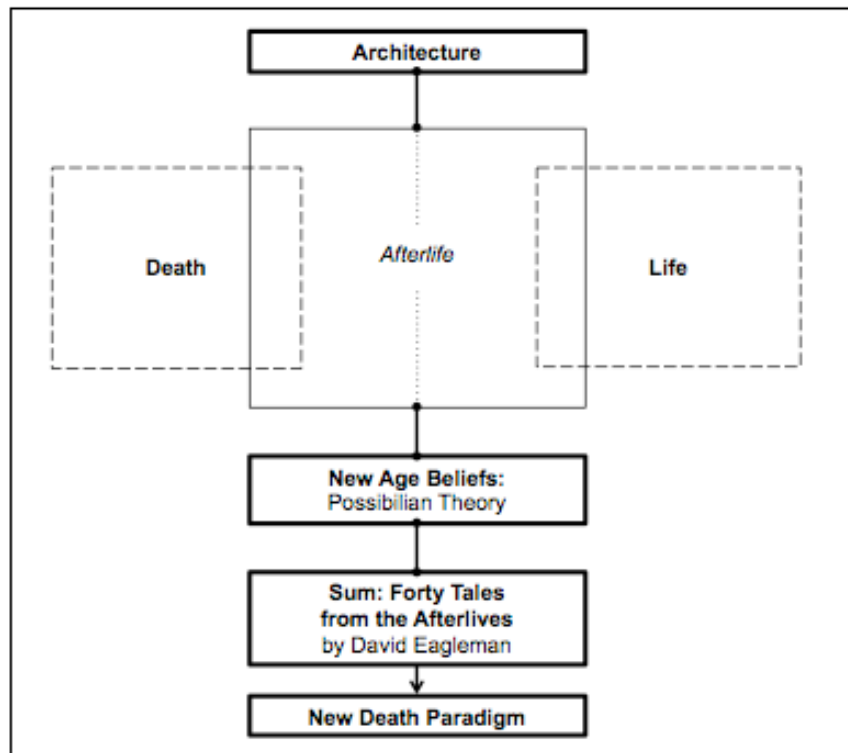 Architecture
Death
Afterlife
Life
New Age Beliefs:
Possibilian Theory
Sum: Forty Tales
from the Afterlives
by David Eagleman
New Death Paradigm